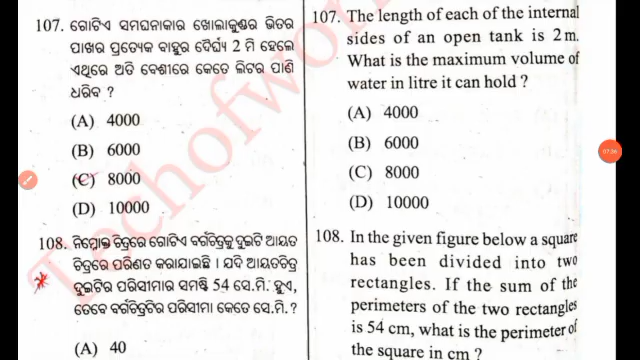 107. ଗୋଟିଏ ସମଘନାକାର ଖୋଲାକୁଣ୍ଡର ଭିତର
ପାଖର ପ୍ରତ୍ୟେକ ବାହୁର ଦୈର୍ଘ୍ୟ 2 ମି ହେଲେ
ଏଥିରେ ଅତି ବେଶୀରେ କେତେ ଲିଟର ପାଣି
ଧରିବ ?
(A) 4000
(B) 6000
(C) 8000
(D) 10000
108. ନିମ୍ନୋକ୍ତ ଚିତ୍ରରେ ଗୋଟିଏ ବର୍ଗଚିତ୍ରକୁ ଦୁଇଟି ଆୟତ
ଚିତ୍ରରେ ପରିଣତ କରାଯାଇଛି । ଯଦି ଆୟତଚିତ୍ର
ଦୁଇଟିର ପରିସୀମାର ସମଷ୍ଟି 54 ସେ.ମି. ହୁଏ,
ତେବେ ବର୍ଗଚିତ୍ରଟିର ପରିସୀମା କେତେ ସେ.ମି.?
(A) 40
107. The length of each of the internal
sides of an open tank is 2 m.
What is the maximum volume of
water in litre it can hold ?
(A) 4000
(B) 6000
(C) 8000
(D) 10000
108. In the given figure below a square
has been divided into two
rectangles. If the sum of the
perimeters of the two rectangles
is 54 cm, what is the perimeter of
the square in cm ?
Techofworld
07:06